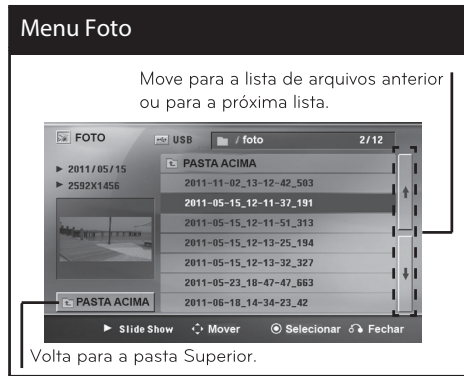 Menu Foto
Move para a lista de arquivos anterior
ou para a próxima lista.
FOTO
USB
/ foto
2/12
2011/05/15
2592X1456
PASTA ACIMA
2011-11-02_13-12-42_503
2011-05-15_12-11-37_191
2011-05-15_12-11-51_313
2011-05-15_12-13-25_194
2011-05-15_12-13-32_327
2011-05-23_18-47-47_663
2011-06-18_14-34-23_42
PASTA ACIMA
Slide Show
Mover
Selecionar
Fechar
Volta para a pasta Superior.